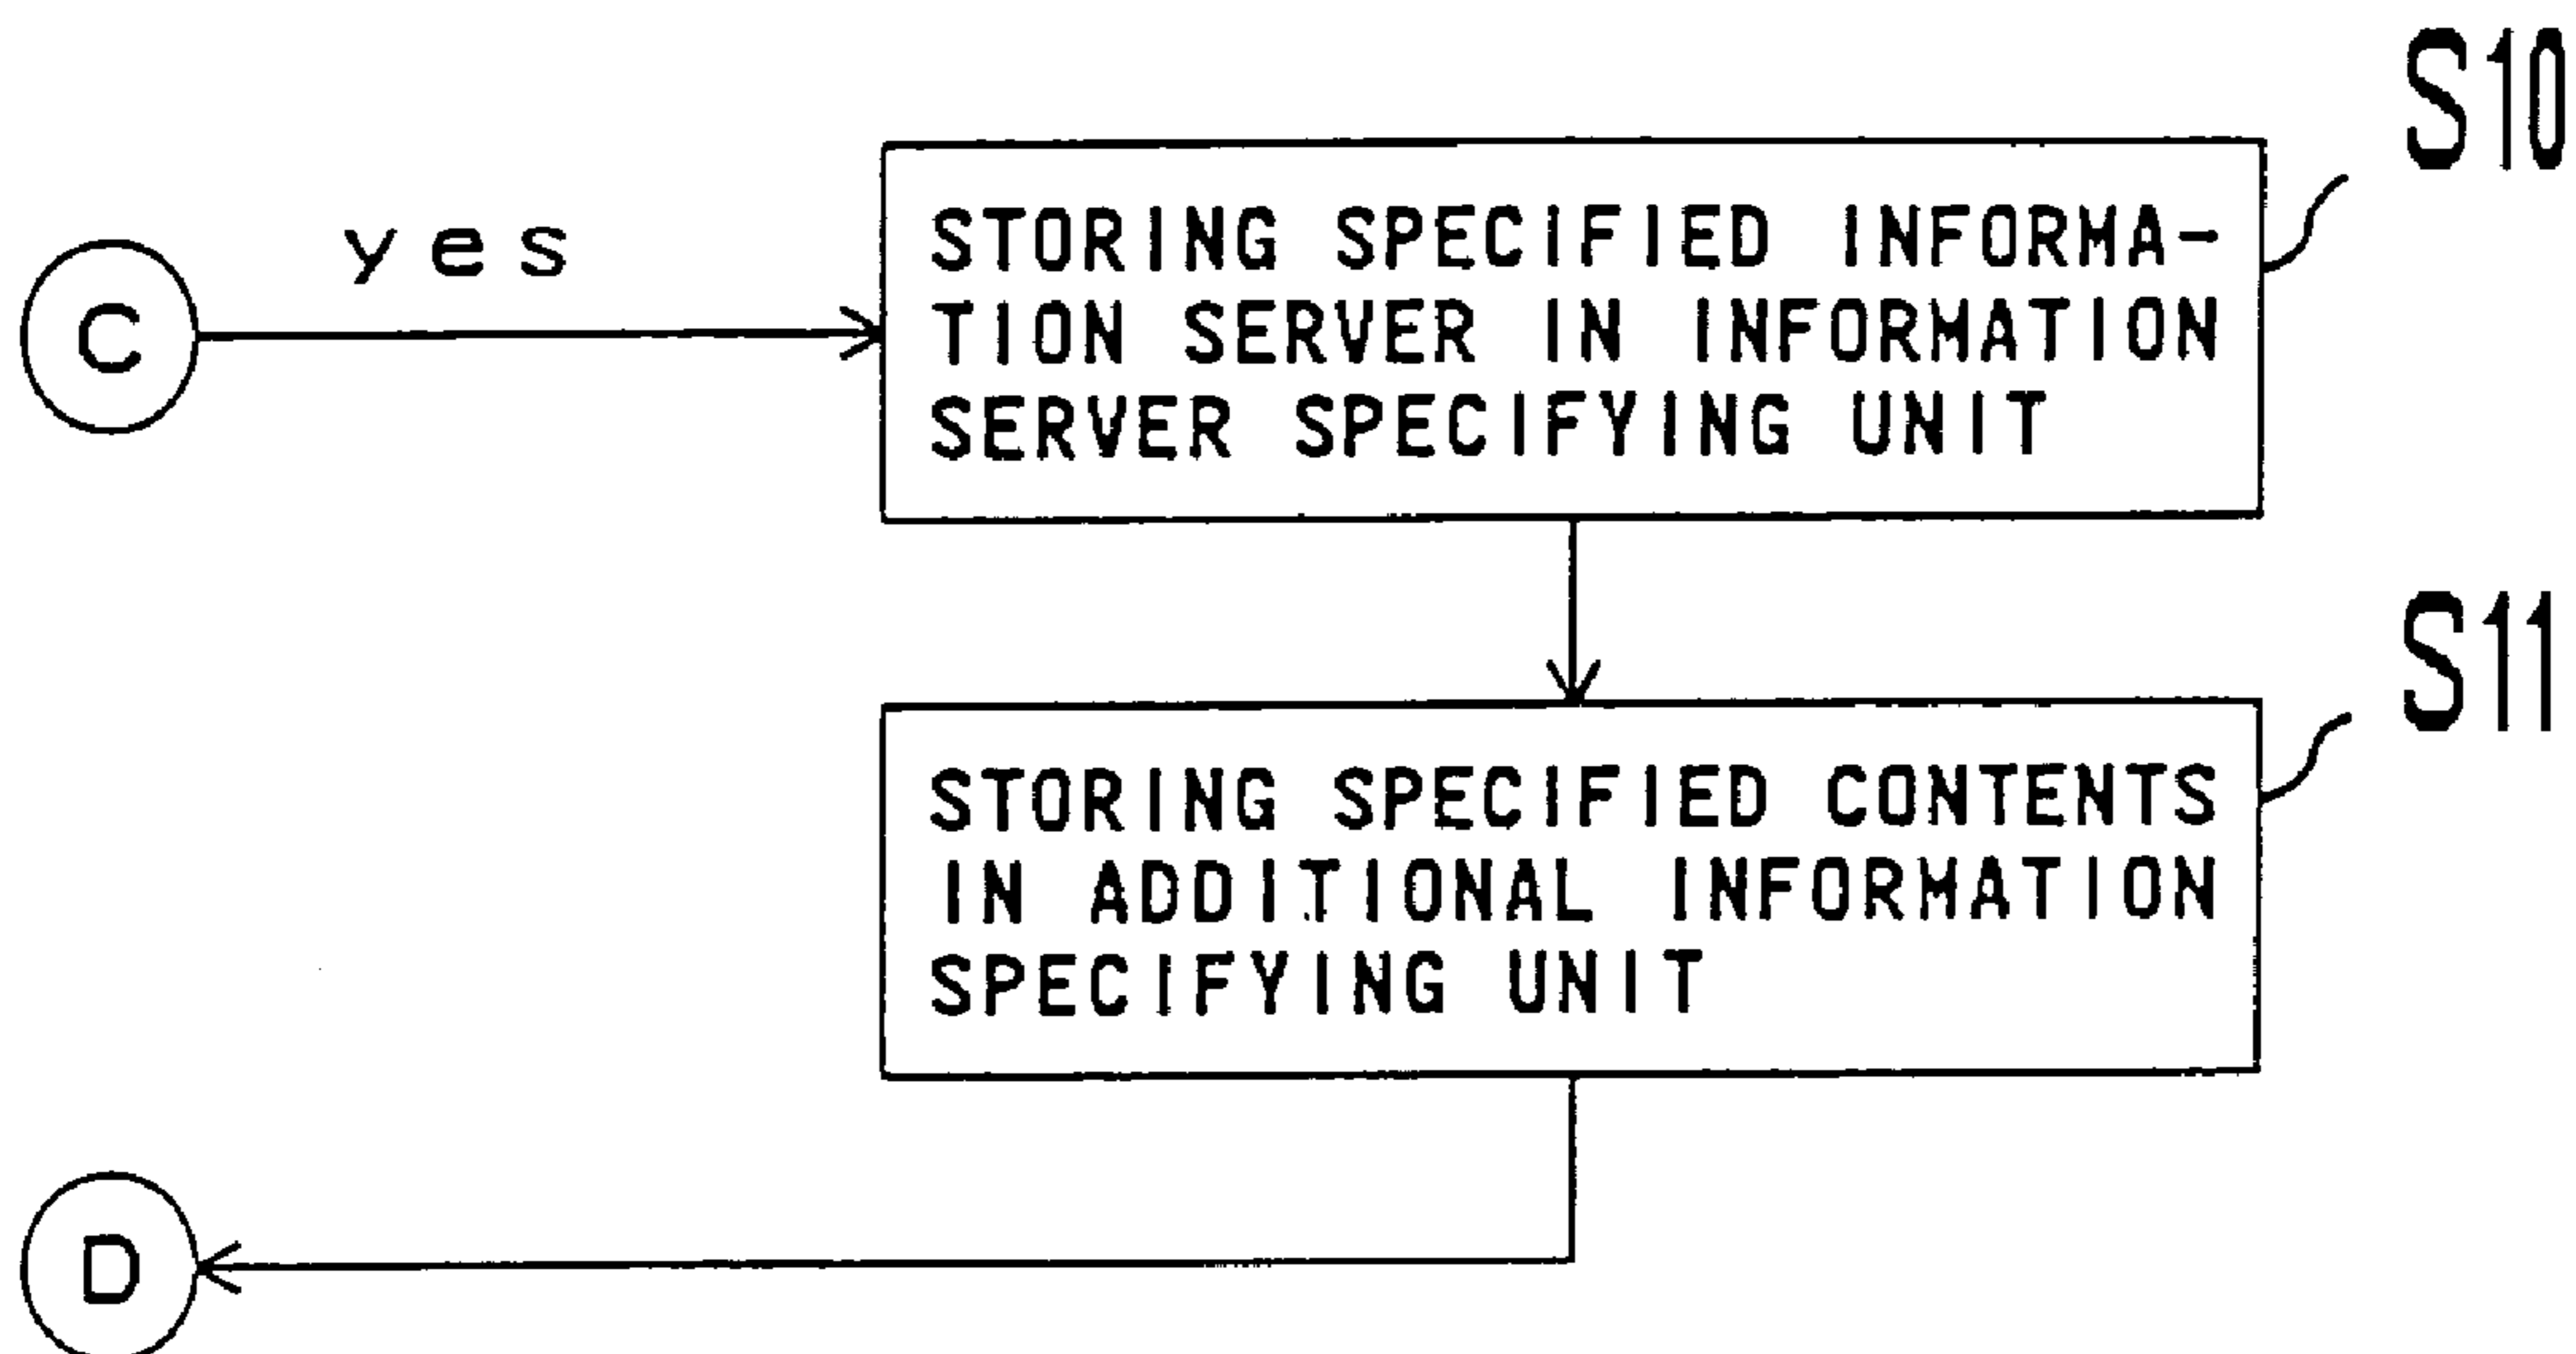 S10
yes
C
STORING SPECIFIED INFORMA-
TION SERVER IN INFORMATION
SERVER SPECIFYING UNIT
S11
STORING SPECIFIED CONTENTS
IN ADDITIONAL INFORMATION
SPECIFYING UNIT
D